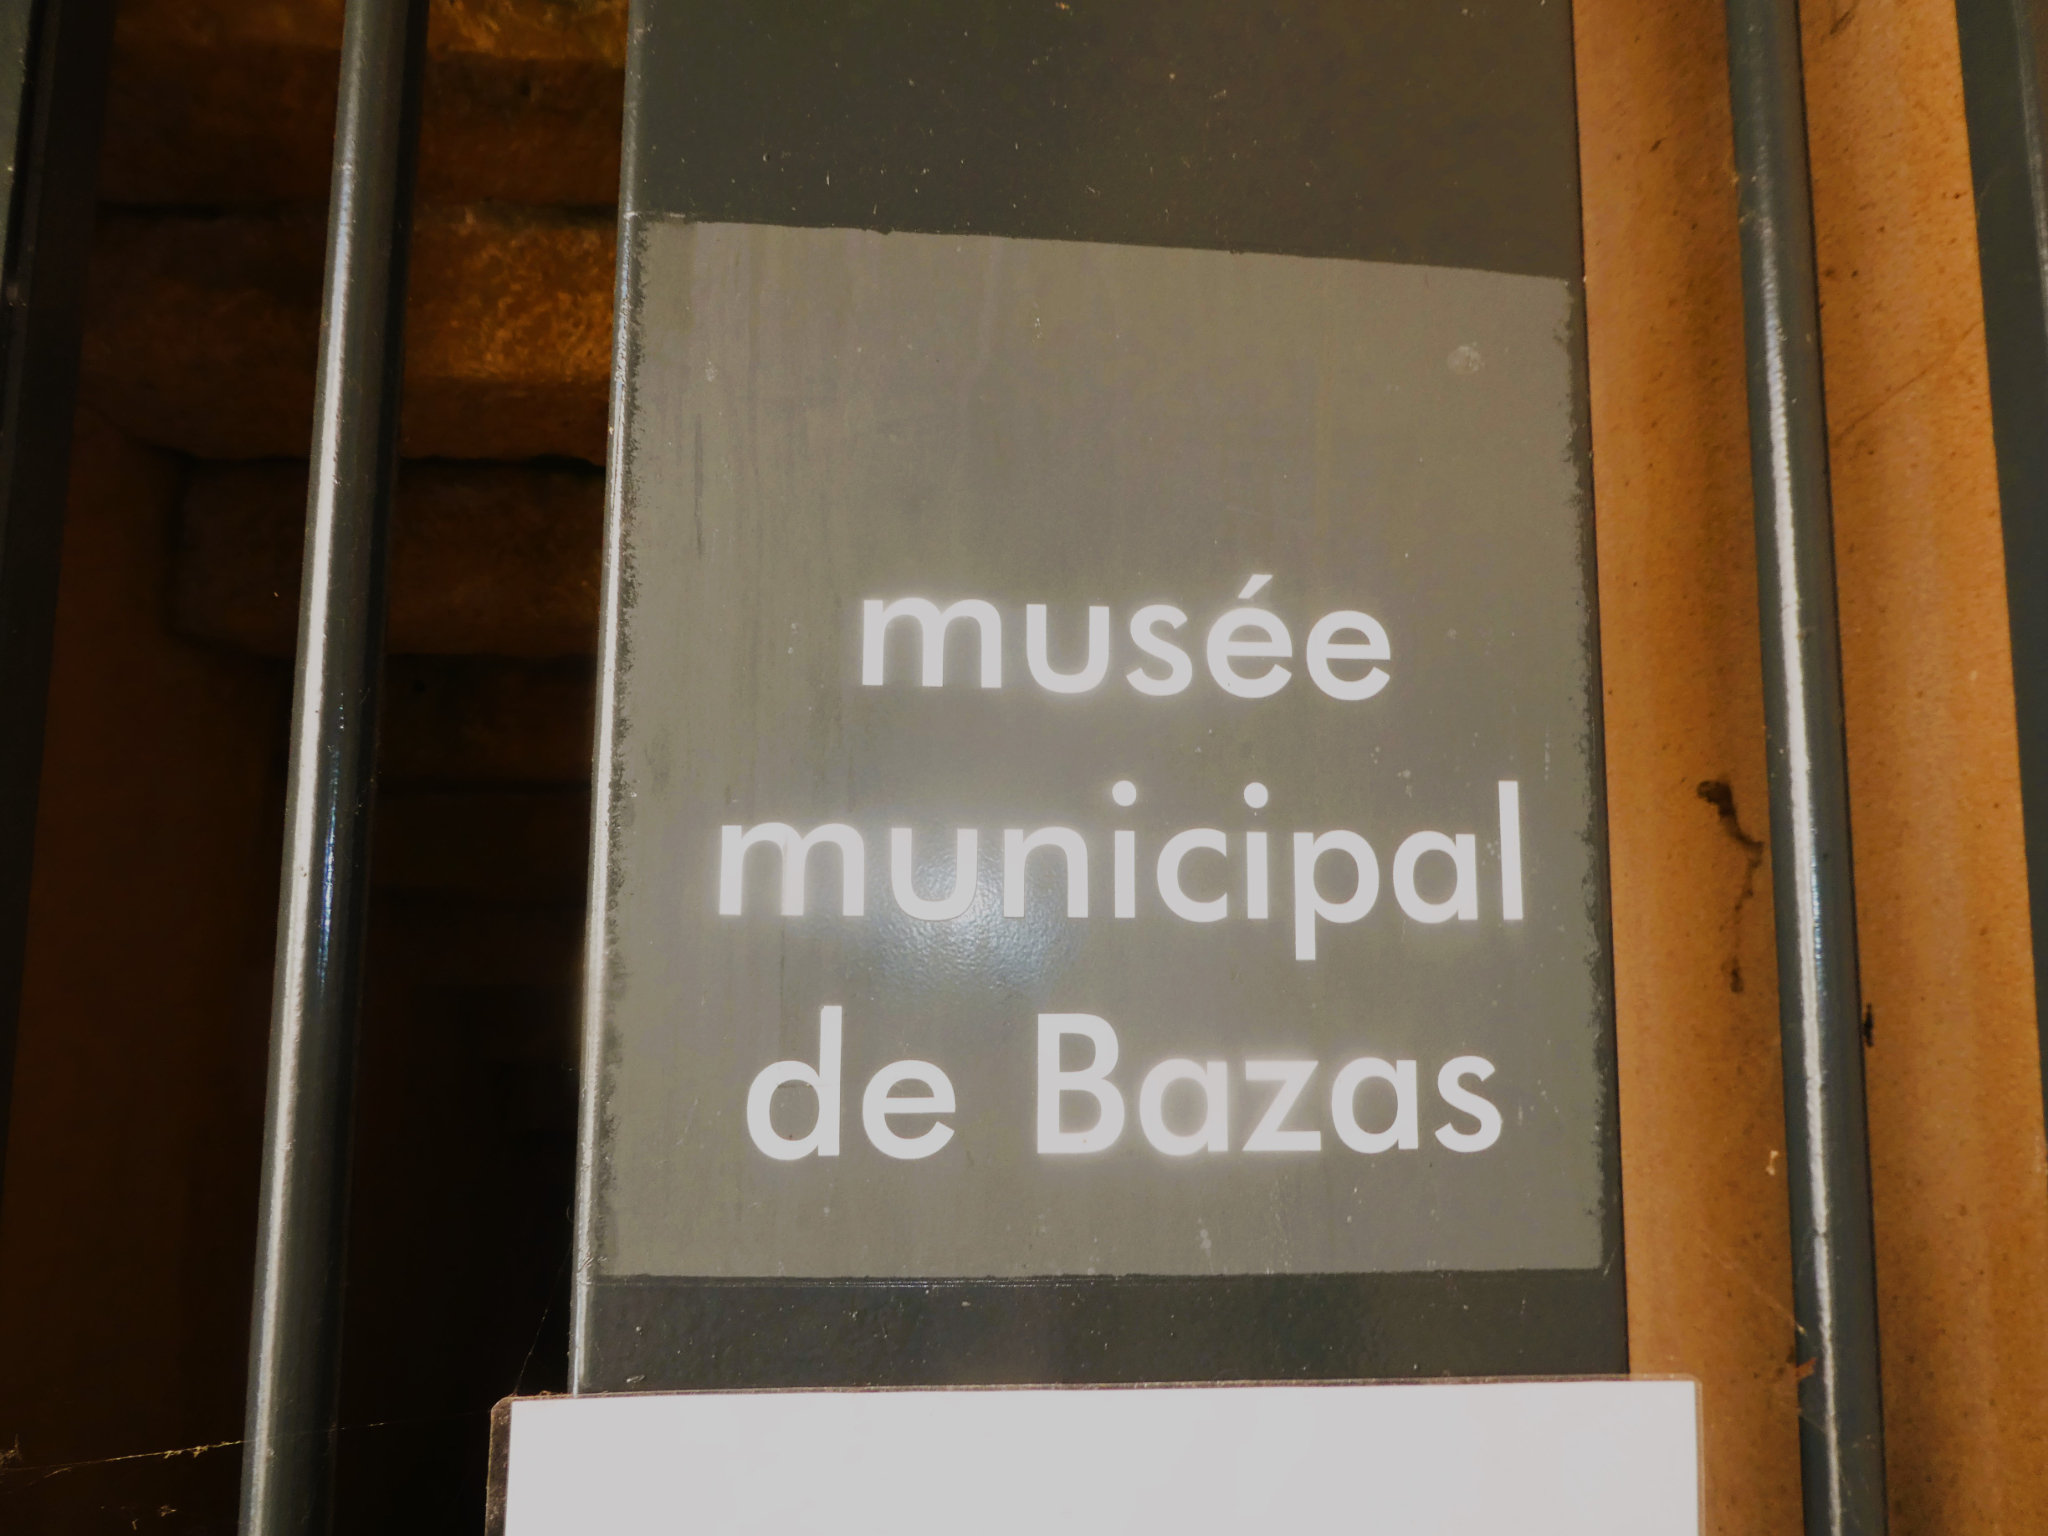 musée
municipal
de Bazas